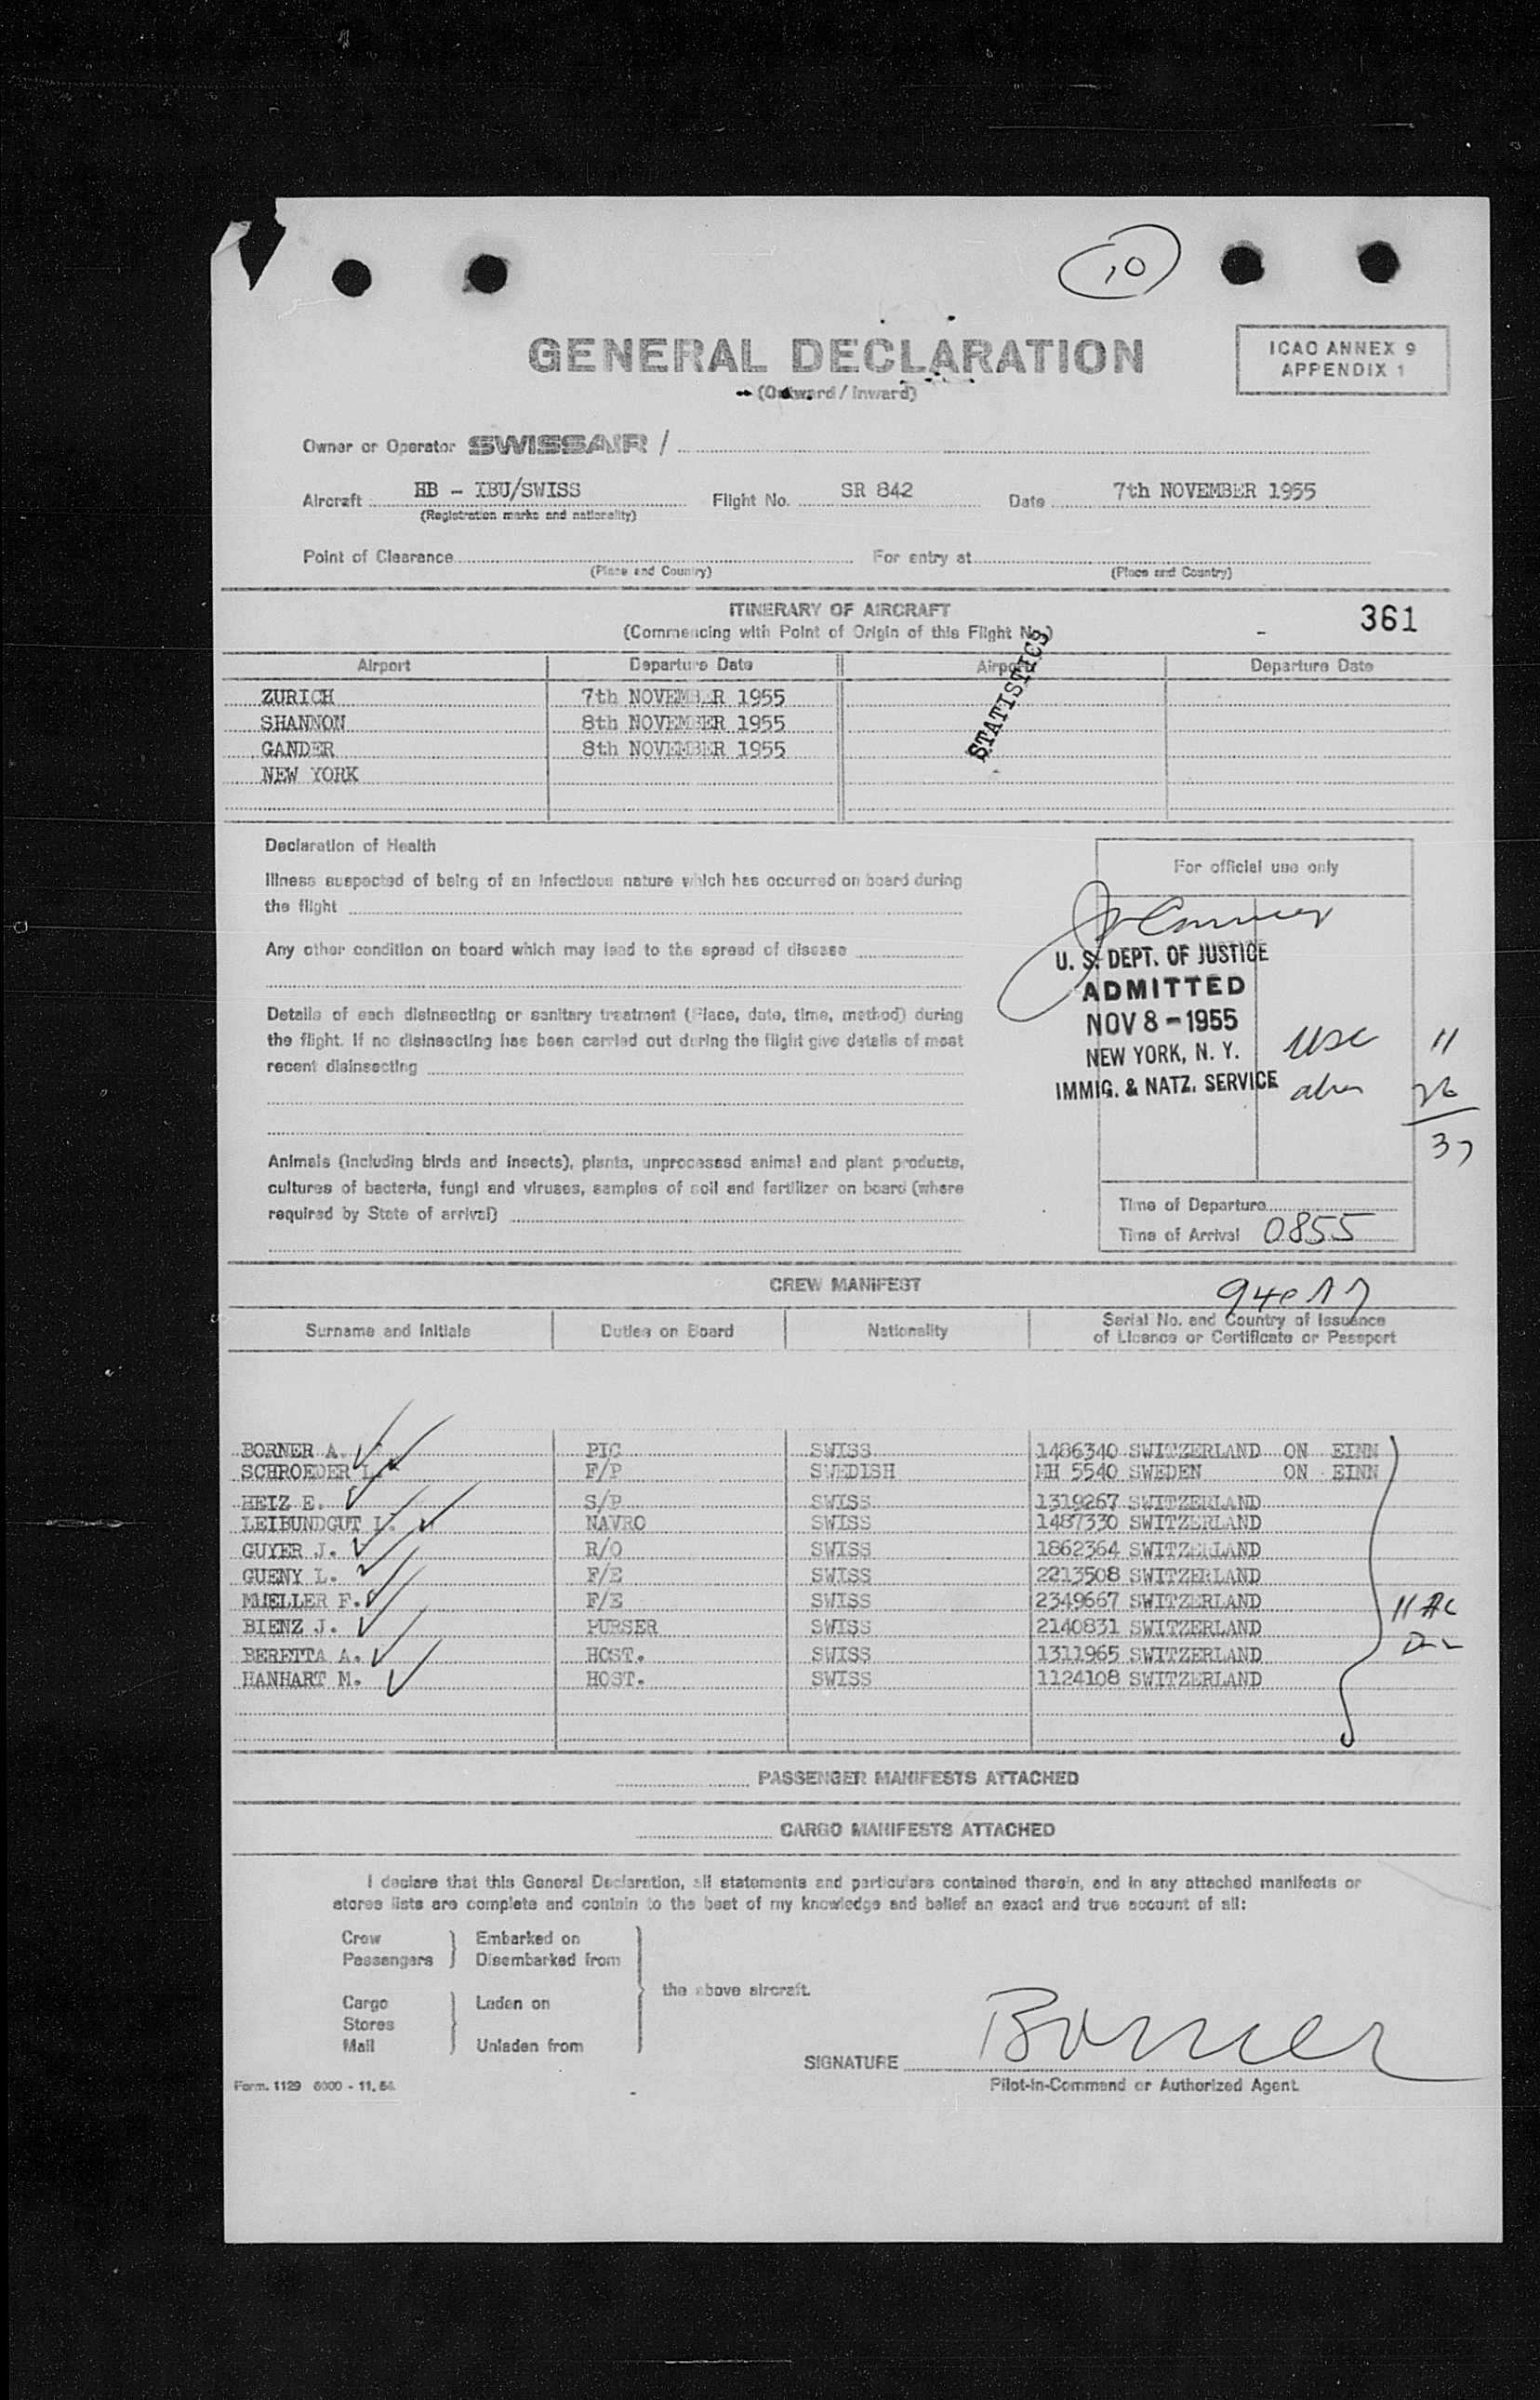 10
GENERAL DECLARATION
(Outward / Inward)
ICAO ANNEX 9
APPENDIX 1
Owner or Operator SWISSAIR /
Aircraft HB - IBU/SWISS Flight No. SR 842 Date 7th NOVEMBER 1955
(Registration marks and nationality)
Point of Clearance For entry at
(Place and Country) (Place and Country)
ITINERARY OF AIRCRAFT
361
(Commencing with Point of Origin of this Flight No.)
STATISTICS
Airport Departure Date Airport Departure Date
ZURICH 7th NOVEMBER 1955
SHANNON 8th NOVEMBER 1955
GANDER 8th NOVEMBER 1955
NEW YORK
Declaration of Health
Illness suspected of being of an infectious nature which has occurred on board during
the flight
Any other condition on board which may lead to the spread of disease
Details of each disinsecting or sanitary treatment (Place, date, time, method) during
the flight. If no disinsecting has been carried out during the flight give details of most
recent disinsecting
Animals (including birds and insects), plants, unprocessed animal and plant products,
cultures of bacteria, fungi and viruses, samples of soil and fertilizer on board (where
required by State of arrival)
For official use only
U. S. DEPT. OF JUSTICE
ADMITTED
NOV 8 - 1955
NEW YORK, N. Y.
IMMIG. & NATZ. SERVICE
USC 11
26
37
Time of Departure
Time of Arrival 0855
CREW MANIFEST
Surname and Initials Duties on Board Nationality Serial No. and Country of Issuance
of Licence or Certificate or Passport
BORNER A. PIC SWISS 1486340 SWITZERLAND ON EINN
SCHROEDER L. F/P SWEDISH MH 5540 SWEDEN ON EINN
HEIZ E. S/P SWISS 1319267 SWITZERLAND
LEIBUNDGUT L. NAVRO SWISS 1487330 SWITZERLAND
GUYER J. R/O SWISS 1862364 SWITZERLAND
GUENY L. F/E SWISS 2213508 SWITZERLAND
MUELLER F. F/E SWISS 2349667 SWITZERLAND
BIENZ J. PURSER SWISS 2140831 SWITZERLAND
BERETTA A. HOST. SWISS 1311965 SWITZERLAND
HANHART M. HOST. SWISS 1124108 SWITZERLAND
PASSENGER MANIFESTS ATTACHED
CARGO MANIFESTS ATTACHED
I declare that this General Declaration, all statements and particulars contained therein, and in any attached manifests or
stores lists are complete and contain to the best of my knowledge and belief an exact and true account of all:
Crew Embarked on
Passengers Disembarked from
the above aircraft.
Cargo Laden on
Stores
Mail Unladen from
SIGNATURE Borner
Form. 1129 6000 - 11.54
Pilot-in-Command or Authorized Agent